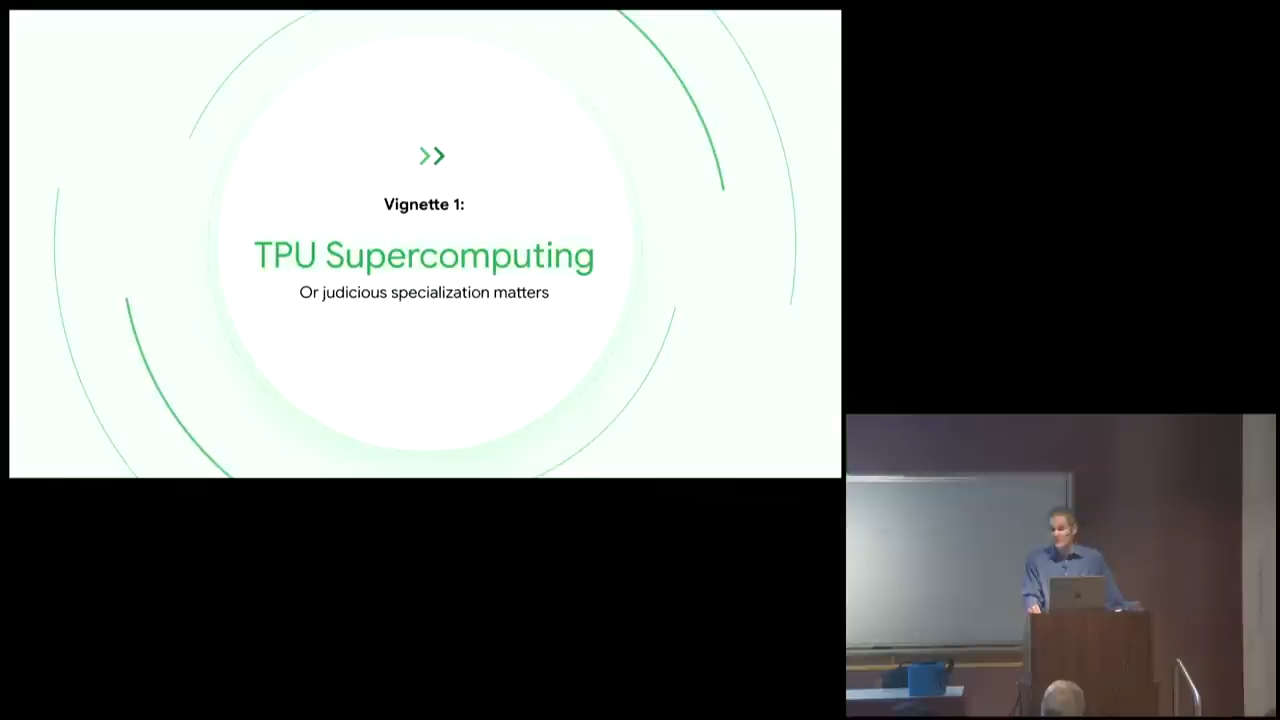 Vignette 1:
TPU Supercomputing
Or judicious specialization matters